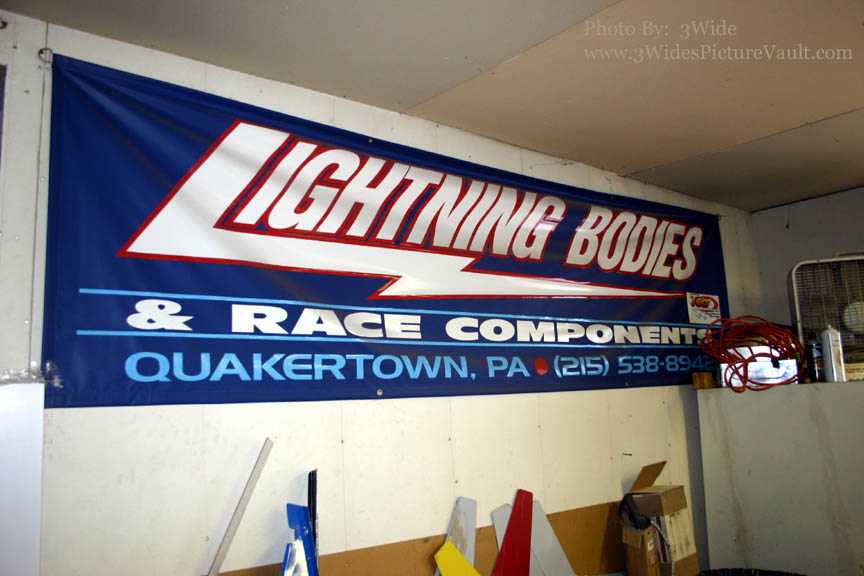 Photo By: 3Wide
www.3WidesPictureVault.com
LIGHTNING BODIES
& RACE COMPONENTS
QUAKERTOWN, PA • (215) 538-8942